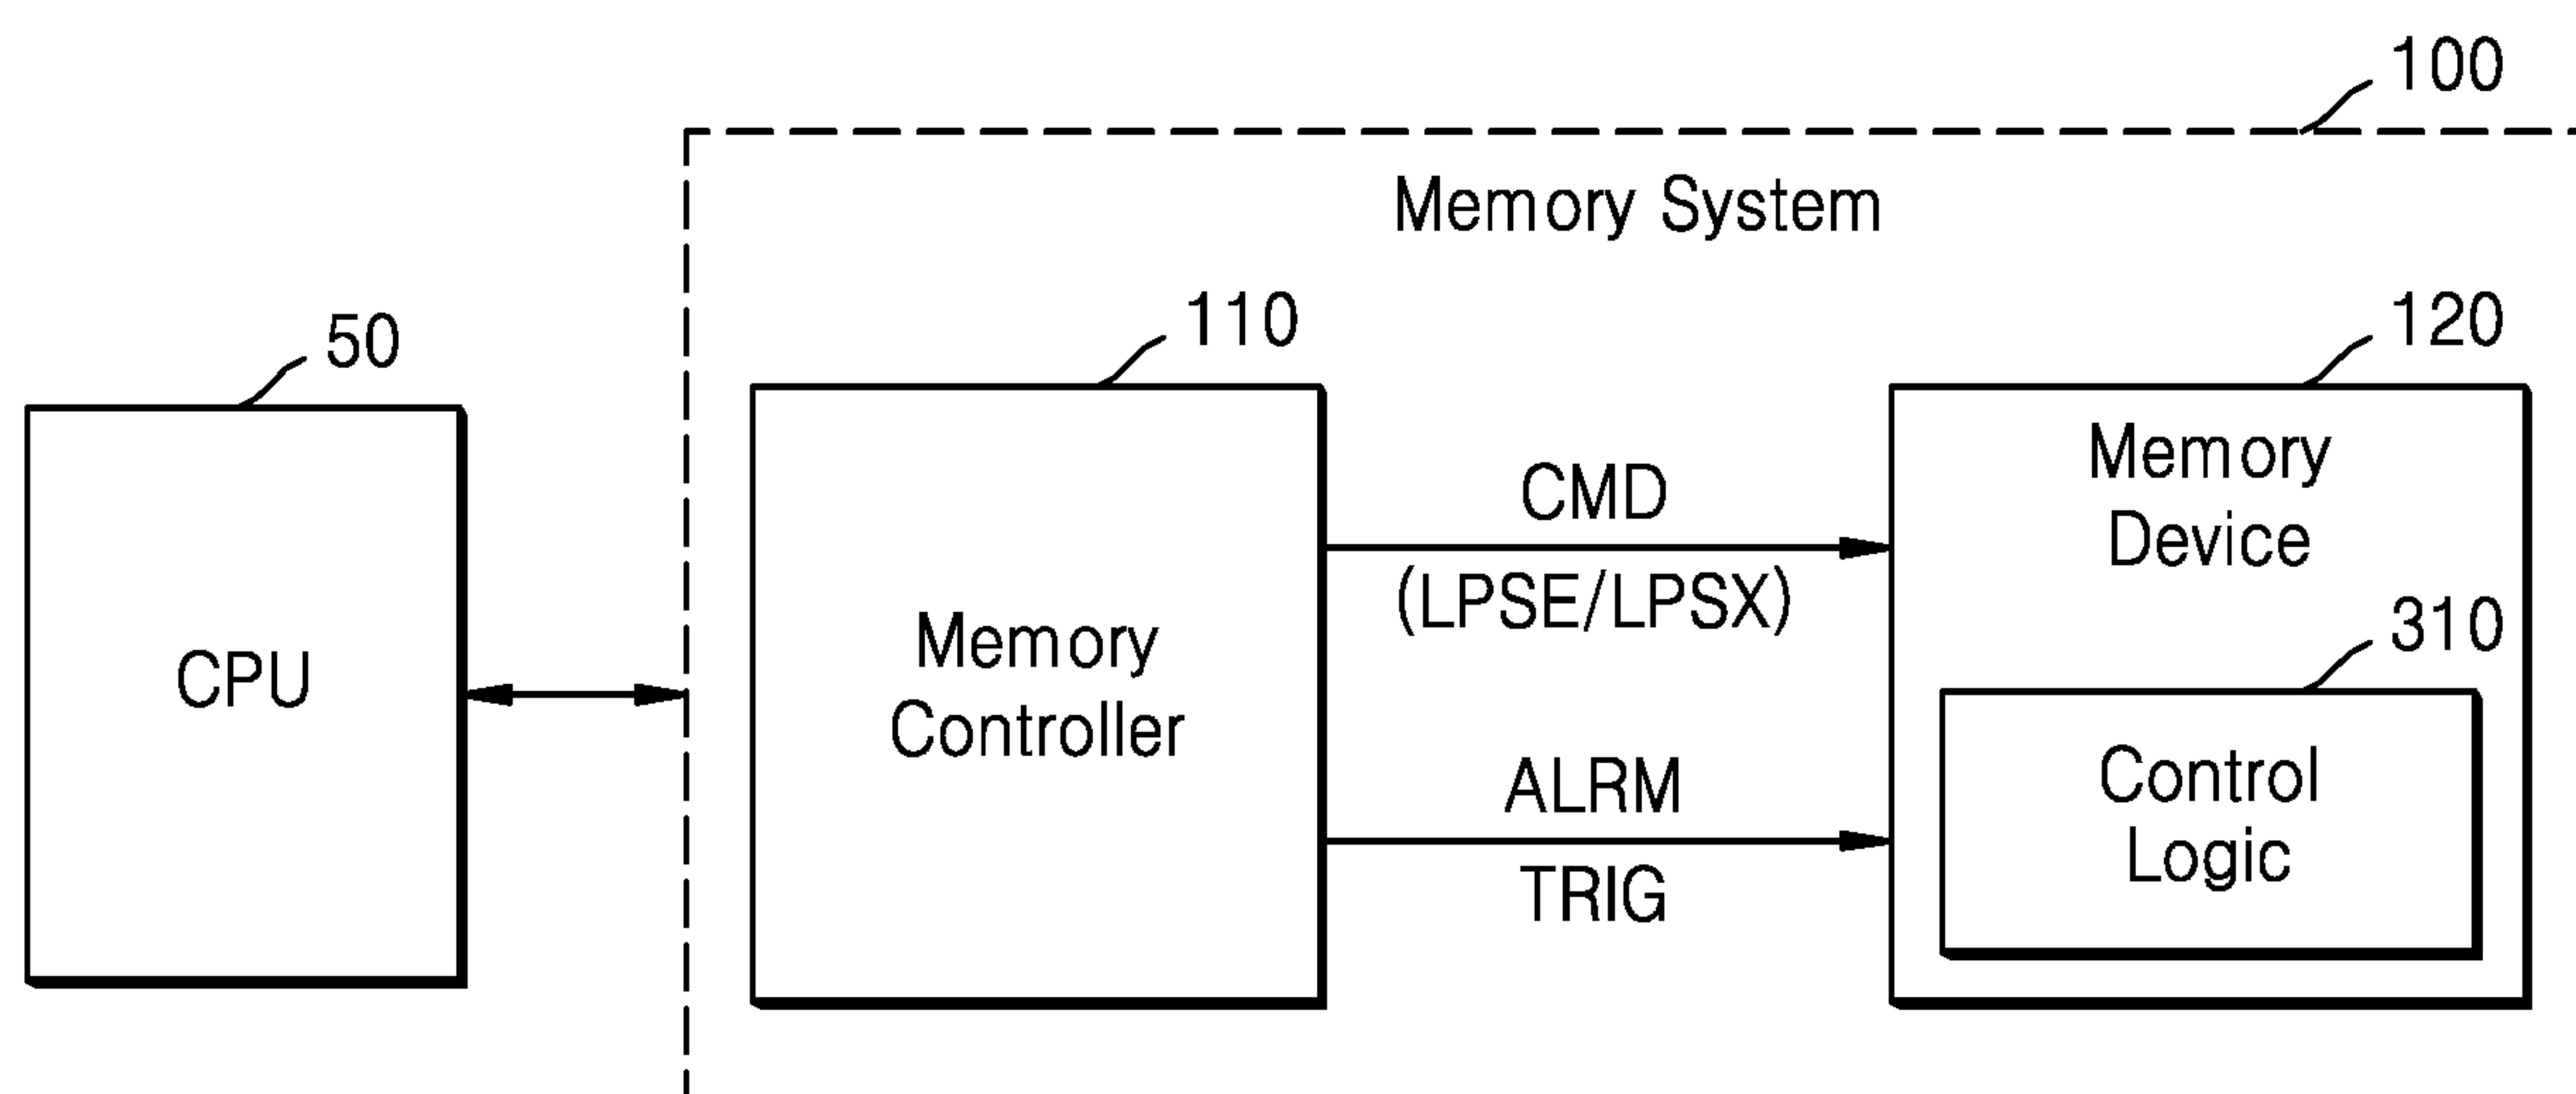 100
Memory System
50
110
120
CPU
Memory
Controller
CMD
(LPSE/LPSX)
ALRM
TRIG
Memory
Device
310
Control
Logic